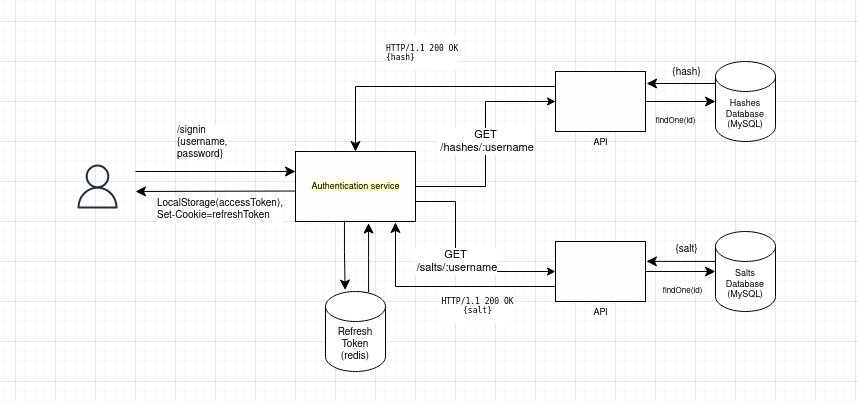 HTTP/1.1 200 OK
{hash}
{hash}
Hashes
Database
(MySQL)
findOne(id)
API
/signin
{username,
password}
GET
/hashes/:username
Authentication service
LocalStorage(accessToken),
Set-Cookie=refreshToken
GET
/salts/:username
{salt}
Salts
Database
(MySQL)
findOne(id)
API
HTTP/1.1 200 OK
{salt}
Refresh
Token
(redis)